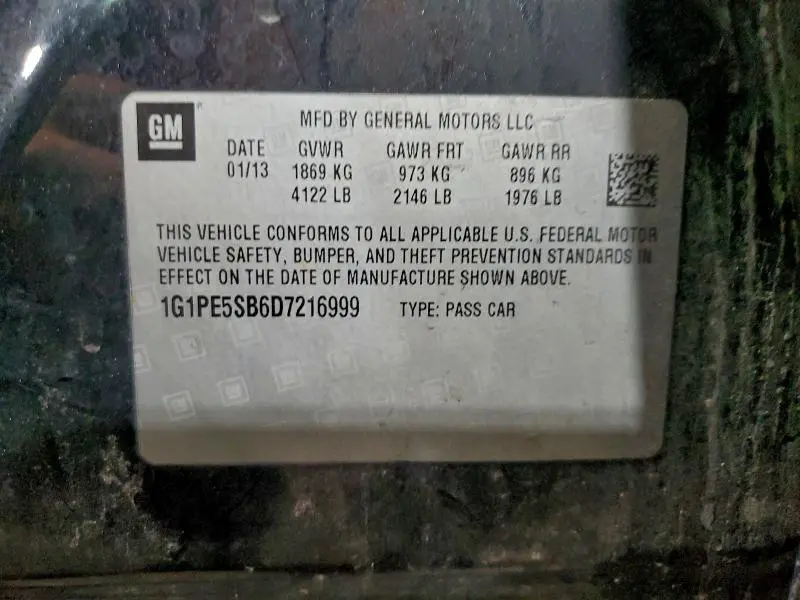 GM
MFD BY GENERAL MOTORS LLC
DATE GVWR GAWR FRT GAWR RR
01/13 1869 KG 973 KG 896 KG
4122 LB 2146 LB 1976 LB
THIS VEHICLE CONFORMS TO ALL APPLICABLE U.S. FEDERAL MOTOR
VEHICLE SAFETY, BUMPER, AND THEFT PREVENTION STANDARDS IN
EFFECT ON THE DATE OF MANUFACTURE SHOWN ABOVE.
1G1PE5SB6D7216999 TYPE: PASS CAR